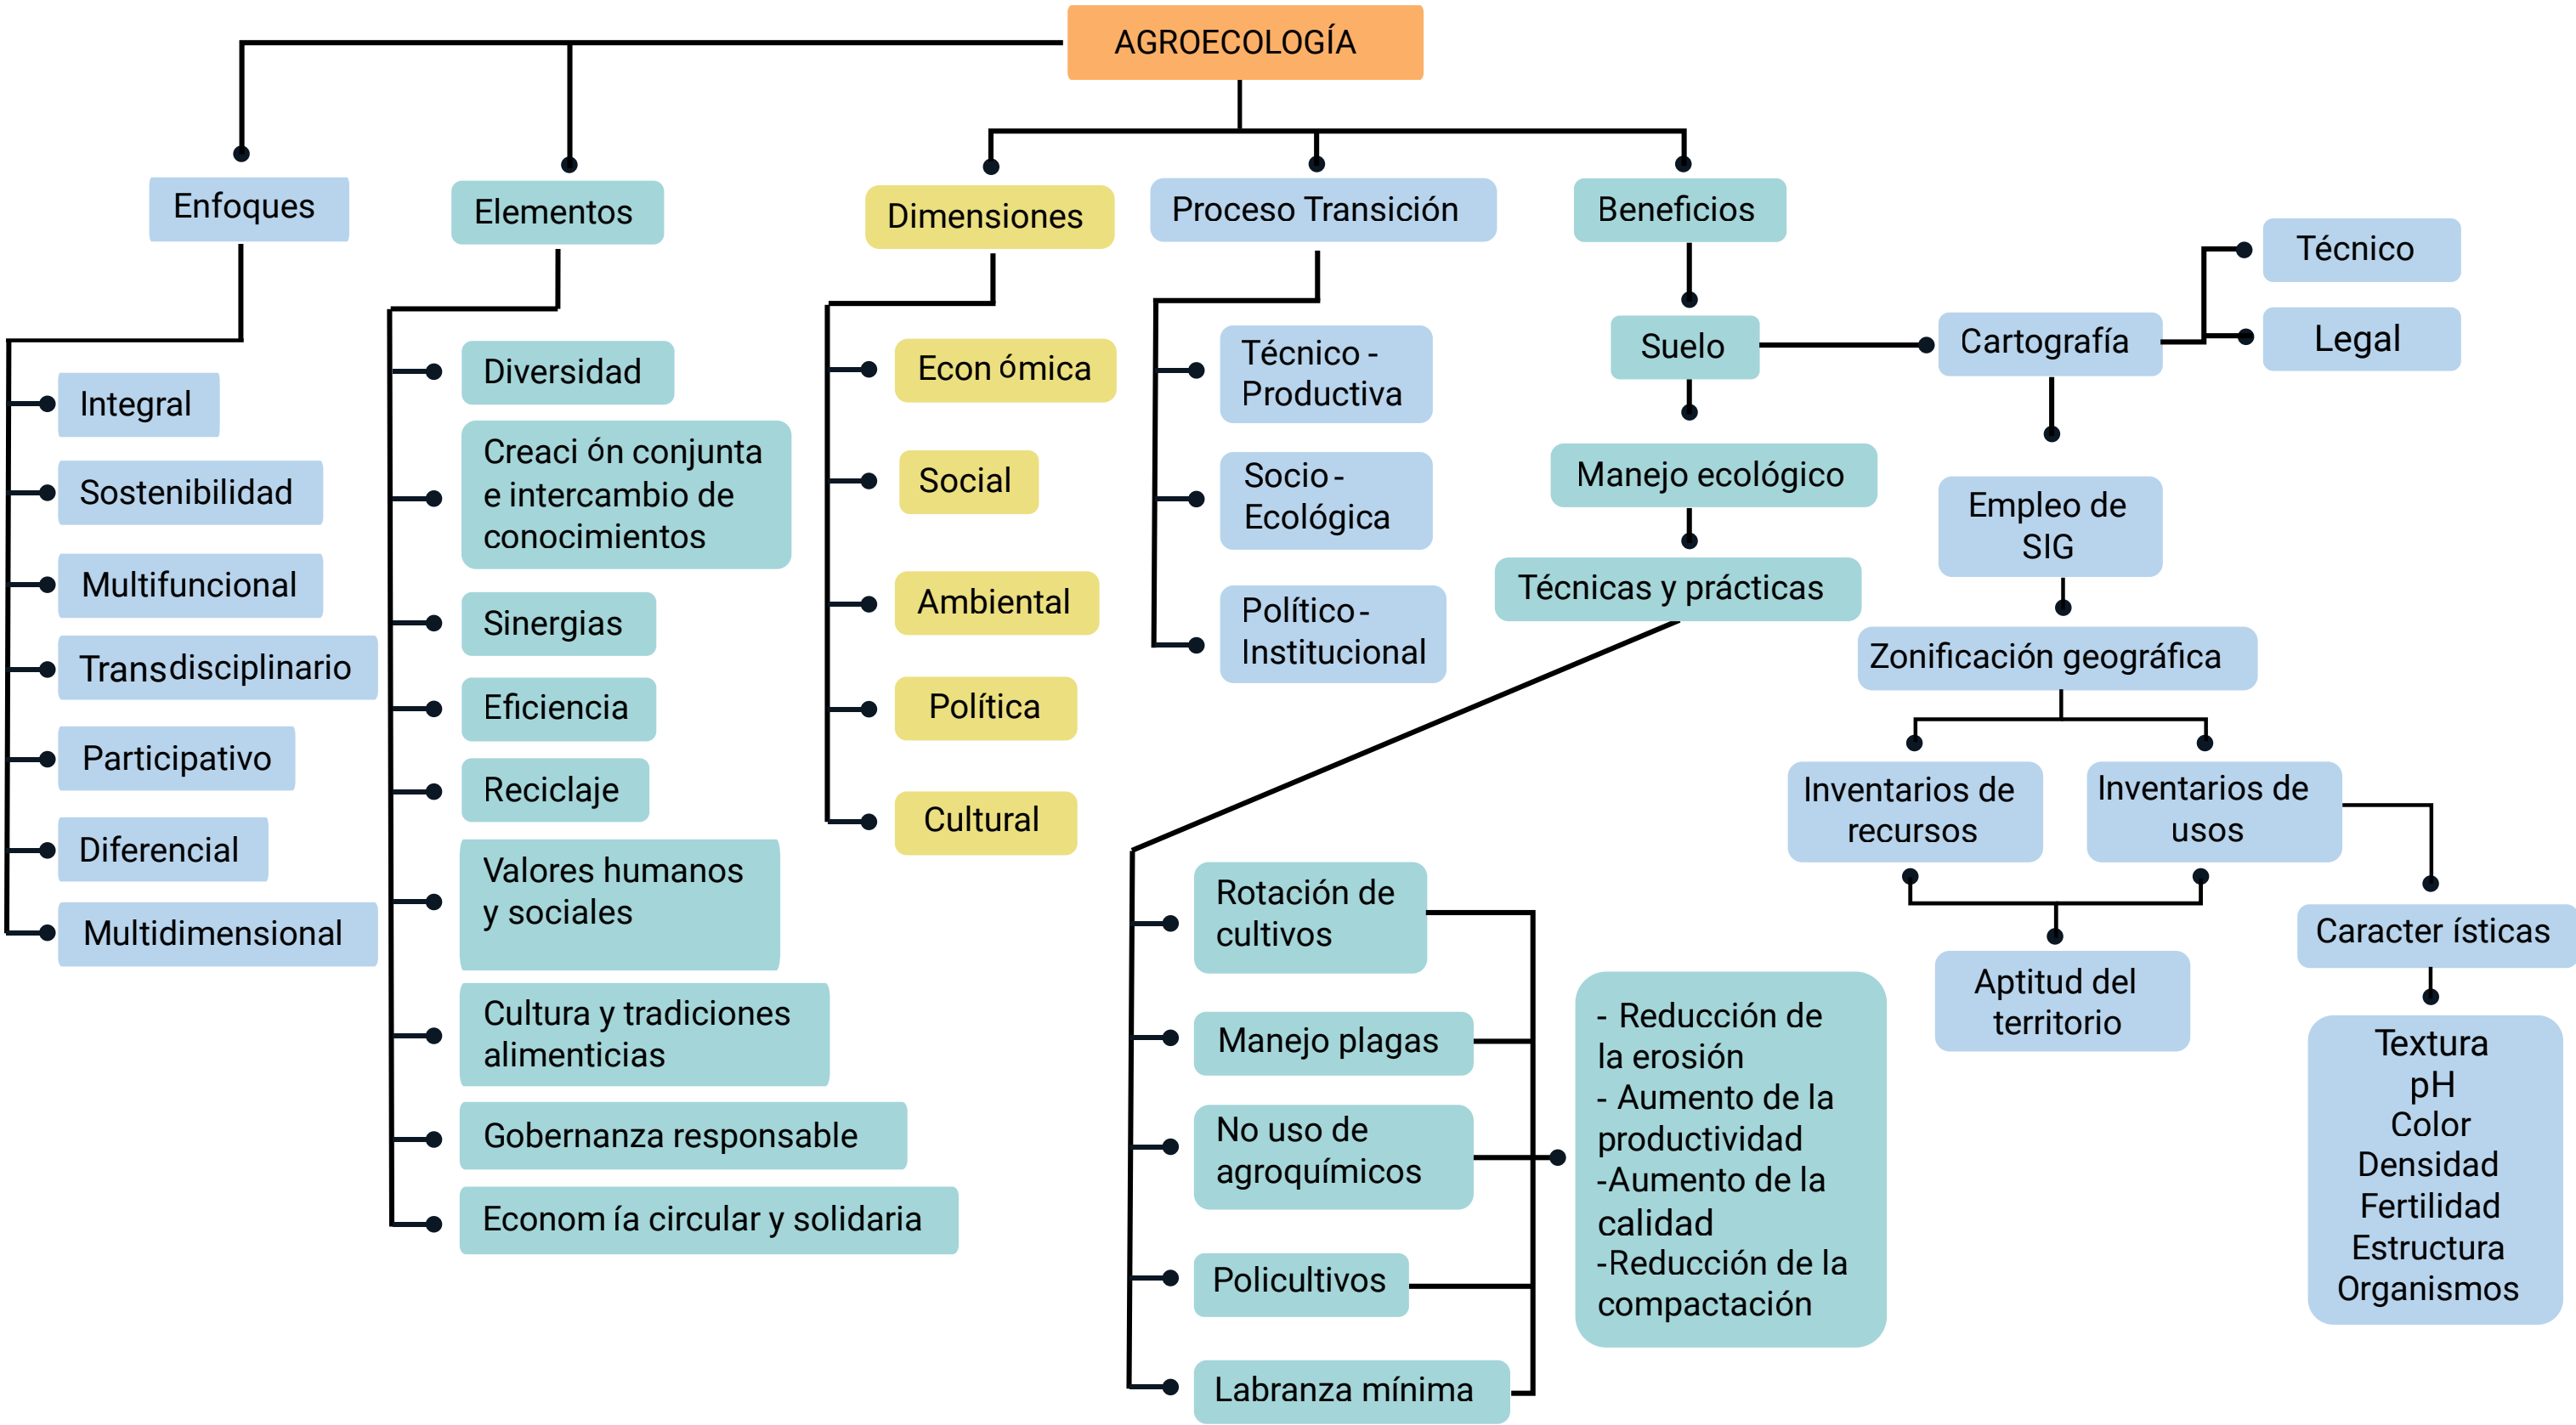 AGROECOLOGÍA
Enfoques
Integral
Sostenibilidad
Multifuncional
Transdisciplinario
Participativo
Diferencial
Multidimensional
Elementos
Diversidad
Creaci ón conjunta
e intercambio de
conocimientos
Sinergias
Eficiencia
Reciclaje
Valores humanos
y sociales
Cultura y tradiciones
alimenticias
Gobernanza responsable
Econom ía circular y solidaria
Dimensiones
Econ ómica
Social
Ambiental
Política
Cultural
Proceso Transición
Técnico -
Productiva
Socio -
Ecológica
Político -
Institucional
Beneficios
Suelo
Manejo ecológico
Técnicas y prácticas
Rotación de
cultivos
Manejo plagas
No uso de
agroquímicos
Policultivos
Labranza mínima
- Reducción de
la erosión
- Aumento de la
productividad
-Aumento de la
calidad
-Reducción de la
compactación
Cartografía
Técnico
Legal
Empleo de
SIG
Zonificación geográfica
Inventarios de
recursos
Inventarios de
usos
Aptitud del
territorio
Caracter ísticas
Textura
pH
Color
Densidad
Fertilidad
Estructura
Organismos